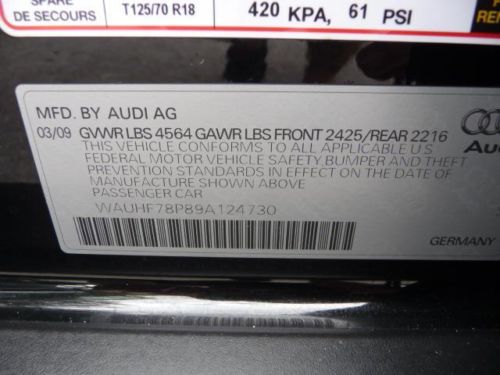 SPARE
DE SECOURS
T125/70 R18
420 KPA, 61 PSI
MFD. BY AUDI AG
03/09 GVWR LBS 4564 GAWR LBS FRONT 2425/REAR 2216
THIS VEHICLE CONFORMS TO ALL APPLICABLE U.S.
FEDERAL MOTOR VEHICLE SAFETY, BUMPER AND THEFT
PREVENTION STANDARDS IN EFFECT ON THE DATE OF
MANUFACTURE SHOWN ABOVE
PASSENGER CAR
WAUHF78P89A124730
GERMANY